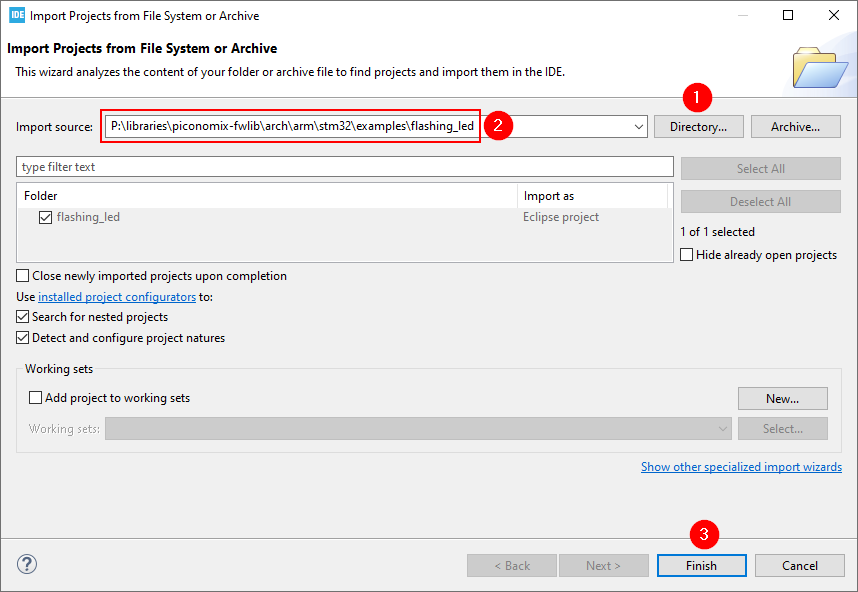 IDE Import Projects from File System or Archive
Import Projects from File System or Archive
This wizard analyzes the content of your folder or archive file to find projects and import them in the IDE.
1
Import source: P:\libraries\piconomix-fwlib\arch\arm\stm32\examples\flashing_led 2 Directory... Archive...
type filter text Select All
Folder Import as Deselect All
flashing_led Eclipse project
1 of 1 selected
Hide already open projects
Close newly imported projects upon completion
Use installed project configurators to:
Search for nested projects
Detect and configure project natures
Working sets
Add project to working sets New...
Working sets: Select...
Show other specialized import wizards
3
? < Back Next > Finish Cancel